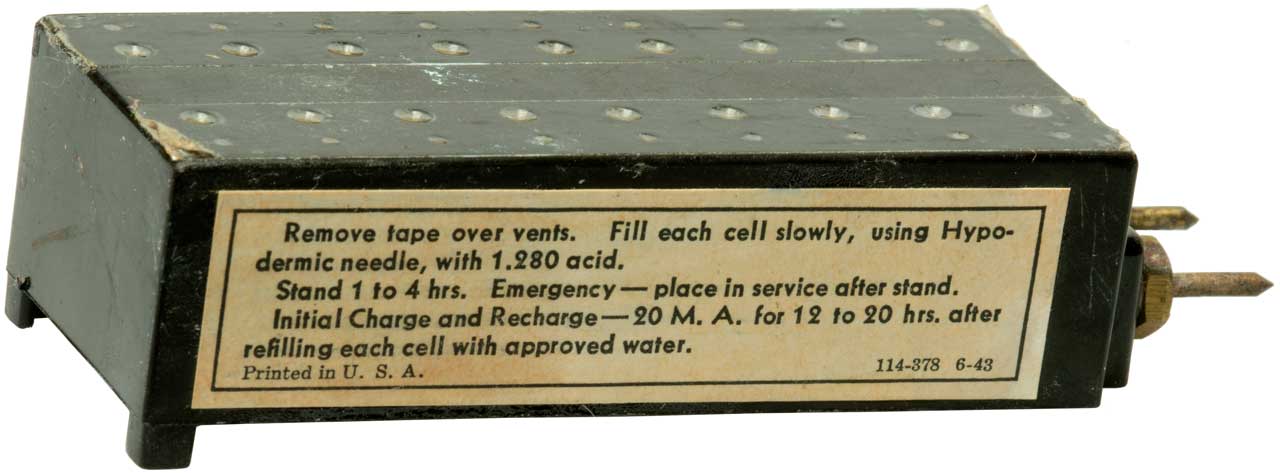 Remove tape over vents. Fill each cell slowly, using Hypo-
dermic needle, with 1.280 acid.
Stand 1 to 4 hrs. Emergency — place in service after stand.
Initial Charge and Recharge — 20 M. A. for 12 to 20 hrs. after
refilling each cell with approved water.
Printed in U. S. A. 114-378 6-43